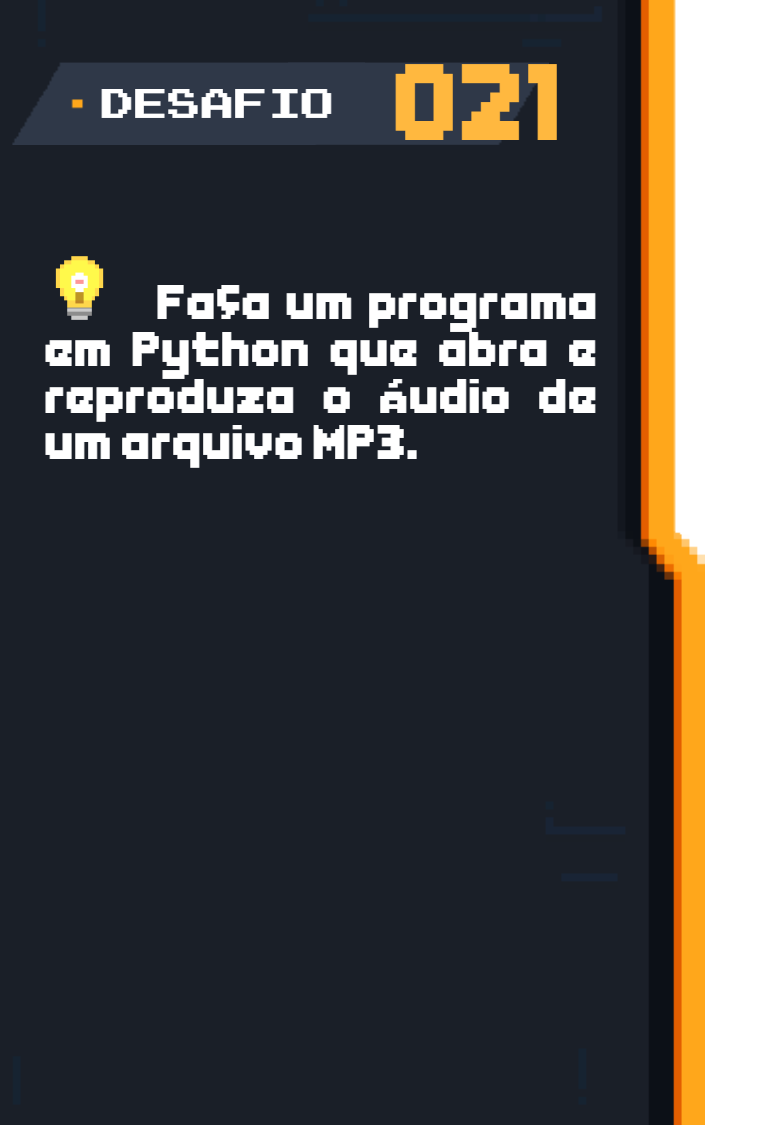 DESAFIO 021
Faça um programa
em Python que abra e
reproduza o áudio de
um arquivo MP3.